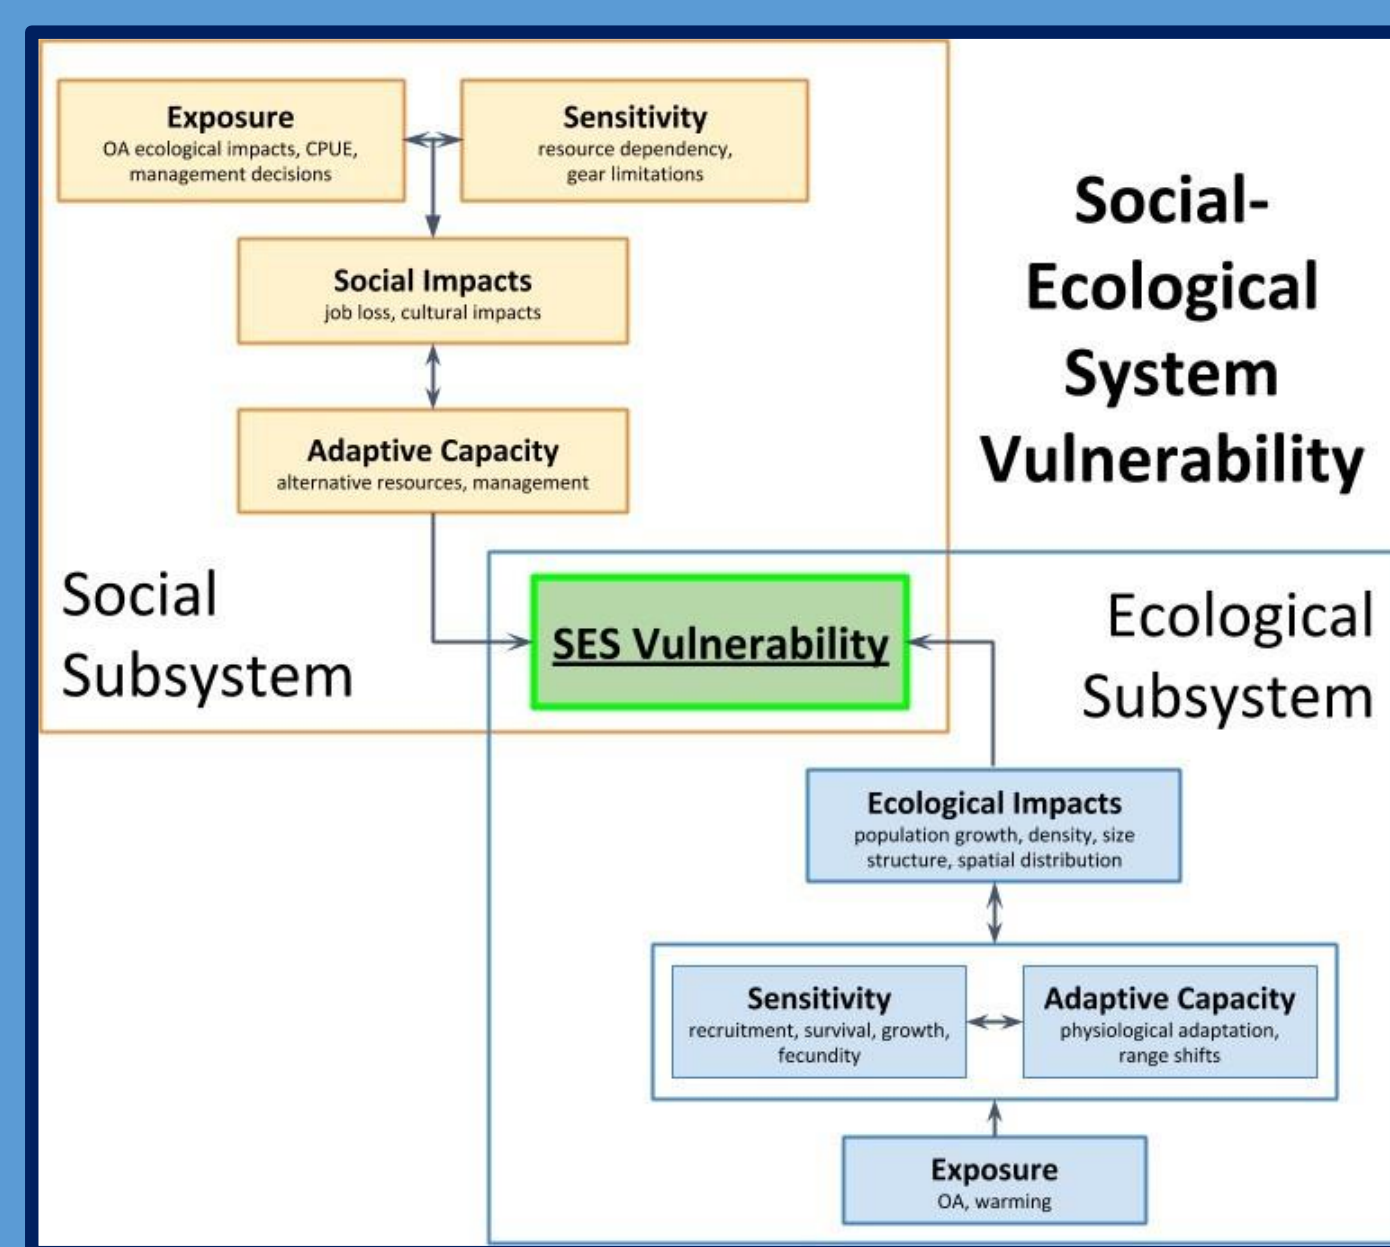 Exposure
OA ecological impacts, CPUE,
management decisions
Sensitivity
resource dependency,
gear limitations
Social Impacts
job loss, cultural impacts
Adaptive Capacity
alternative resources, management
Social
Subsystem
Social-
Ecological
System
Vulnerability
SES Vulnerability
Ecological
Subsystem
Ecological Impacts
population growth, density, size
structure, spatial distribution
Sensitivity
recruitment, survival, growth,
fecundity
Adaptive Capacity
physiological adaptation,
range shifts
Exposure
OA, warming